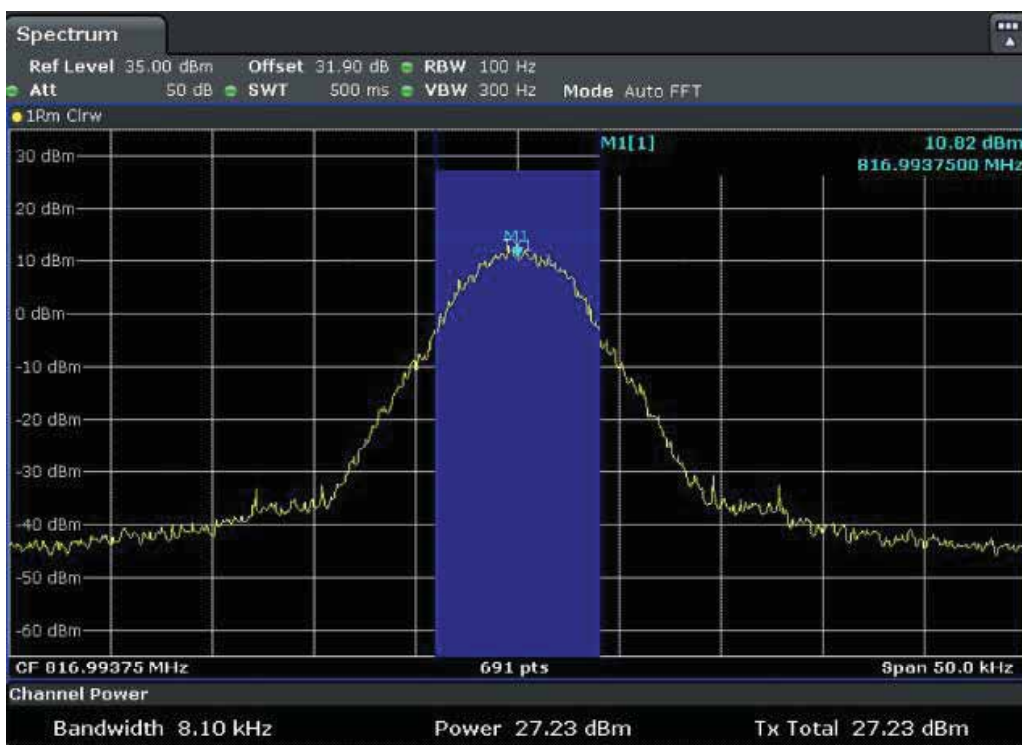 Spectrum
Ref Level 35.00 dBm Offset 31.90 dB RBW 100 Hz
Att 50 dB SWT 500 ms VBW 300 Hz Mode Auto FFT
1Rm Clrw
M1[1] 10.82 dBm
816.9937500 MHz
30 dBm
20 dBm
M1
10 dBm
0 dBm
-10 dBm
-20 dBm
-30 dBm
-40 dBm
-50 dBm
-60 dBm
CF 816.99375 MHz 691 pts Span 50.0 kHz
Channel Power
Bandwidth 8.10 kHz Power 27.23 dBm Tx Total 27.23 dBm